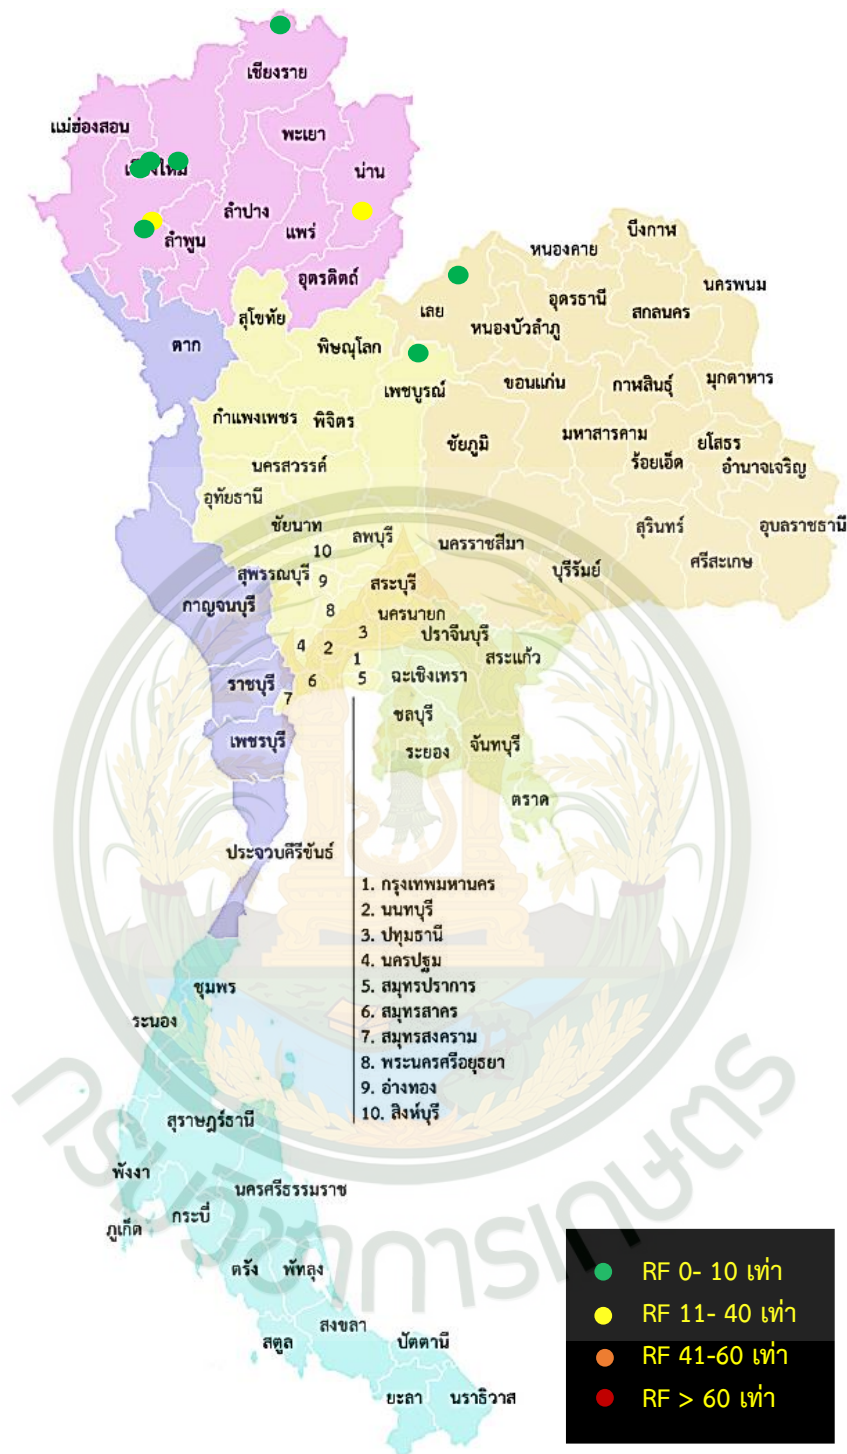 เชียงราย
แม่ฮ่องสอน
พะเยา
เชียงใหม่
น่าน
ลำปาง
แพร่
ลำพูน
อุตรดิตถ์
บึงกาฬ
หนองคาย
นครพนม
อุดรธานี
เลย
สกลนคร
หนองบัวลำภู
สุโขทัย
ตาก
พิษณุโลก
เพชบูรณ์
ขอนแก่น
กาฬสินธุ์
มุกดาหาร
กำแพงเพชร
พิจิตร
ชัยภูมิ
มหาสารคาม
ยโสธร
ร้อยเอ็ด
อำนาจเจริญ
นครสวรรค์
อุทัยธานี
ชัยนาท
ลพบุรี
นครราชสีมา
สุรินทร์
อุบลราชธานี
10
สุพรรณบุรี
9
สระบุรี
บุรีรัมย์
ศรีสะเกษ
กาญจนบุรี
8
นครนายก
3
ปราจีนบุรี
4
2
1
สระแก้ว
ราชบุรี
6
5
ฉะเชิงเทรา
7
ชลบุรี
เพชรบุรี
ระยอง
จันทบุรี
ตราด
ประจวบคีรีขันธ์
1. กรุงเทพมหานคร
2. นนทบุรี
3. ปทุมธานี
4. นครปฐม
5. สมุทรปราการ
6. สมุทรสาคร
7. สมุทรสงคราม
8. พระนครศรีอยุธยา
9. อ่างทอง
10. สิงห์บุรี
ชุมพร
ระนอง
สุราษฎร์ธานี
พังงา
นครศรีธรรมราช
กระบี่
ภูเก็ต
ตรัง
พัทลุง
สงขลา
สตูล
ปัตตานี
ยะลา
นราธิวาส
กรมวิชาการเกษตร
RF 0- 10 เท่า
RF 11- 40 เท่า
RF 41-60 เท่า
RF > 60 เท่า